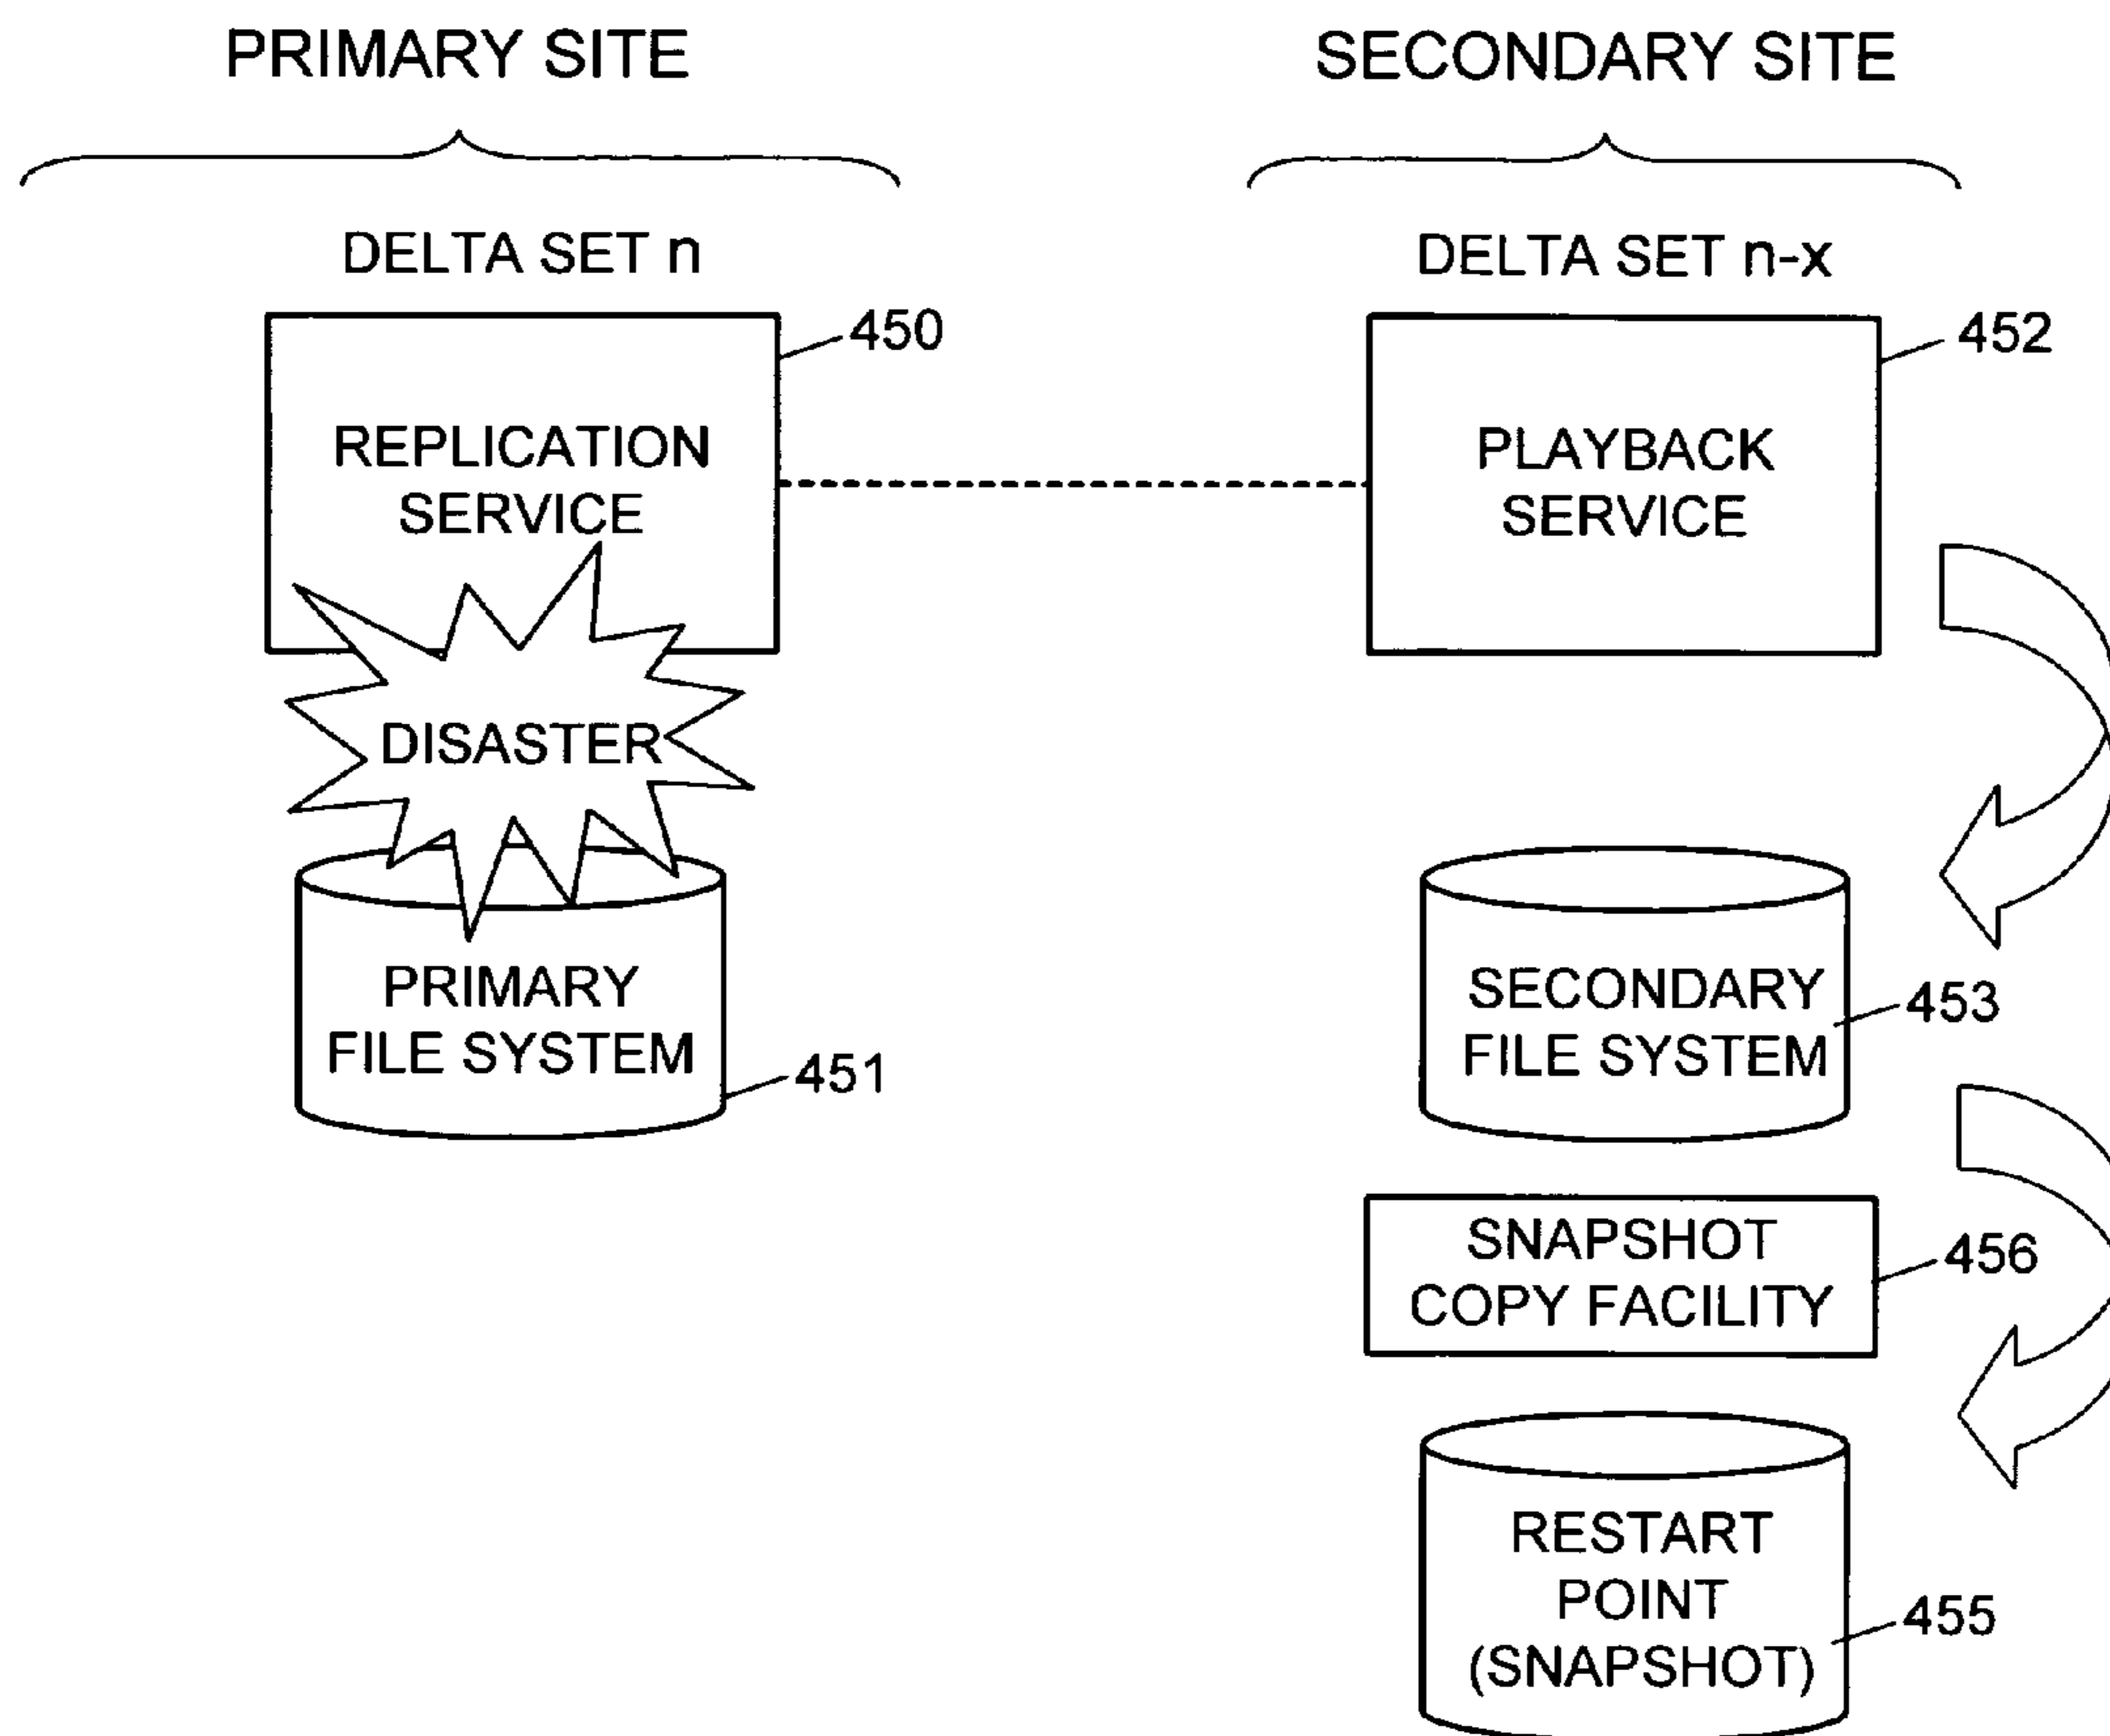 PRIMARY SITE
SECONDARY SITE
DELTA SET n
DELTA SET n-x
450
452
REPLICATION
SERVICE
PLAYBACK
SERVICE
DISASTER
PRIMARY
FILE SYSTEM
451
SECONDARY
FILE SYSTEM
453
SNAPSHOT
COPY FACILITY
456
RESTART
POINT
(SNAPSHOT)
455